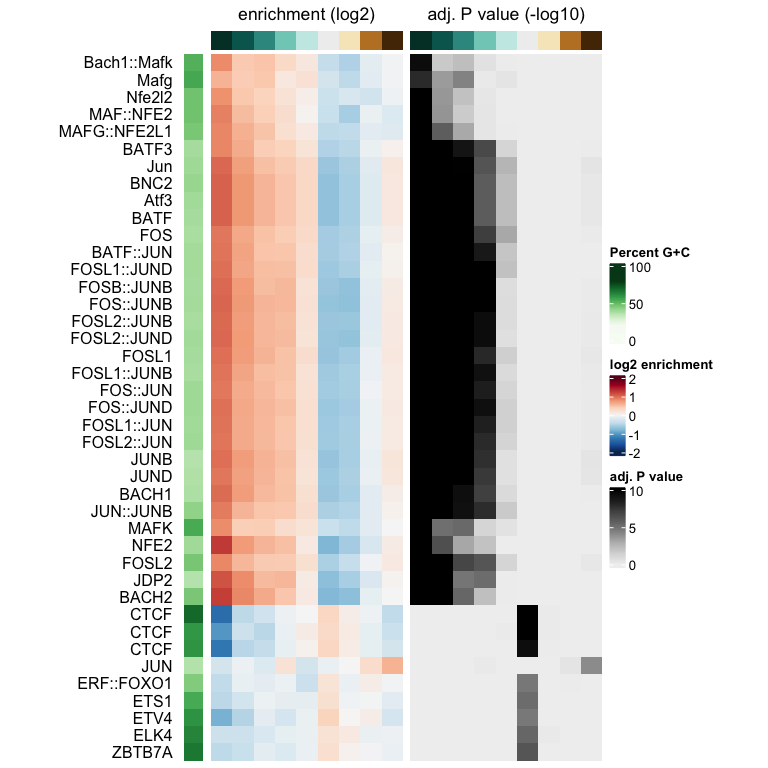 enrichment (log2) adj. P value (-log10)
Bach1::Mafk
Mafg
Nfe2l2
MAF::NFE2
MAFG::NFE2L1
BATF3
Jun
BNC2
Atf3
BATF
FOS
BATF::JUN
FOSL1::JUND
FOSB::JUNB
FOS::JUNB
FOSL2::JUNB
FOSL2::JUND
FOSL1
FOSL1::JUNB
FOS::JUN
FOS::JUND
FOSL1::JUN
FOSL2::JUN
JUNB
JUND
BACH1
JUN::JUNB
MAFK
NFE2
FOSL2
JDP2
BACH2
CTCF
CTCF
CTCF
JUN
ERF::FOXO1
ETS1
ETV4
ELK4
ZBTB7A
Percent G+C
100
50
0
log2 enrichment
2
1
0
-1
-2
adj. P value
10
5
0